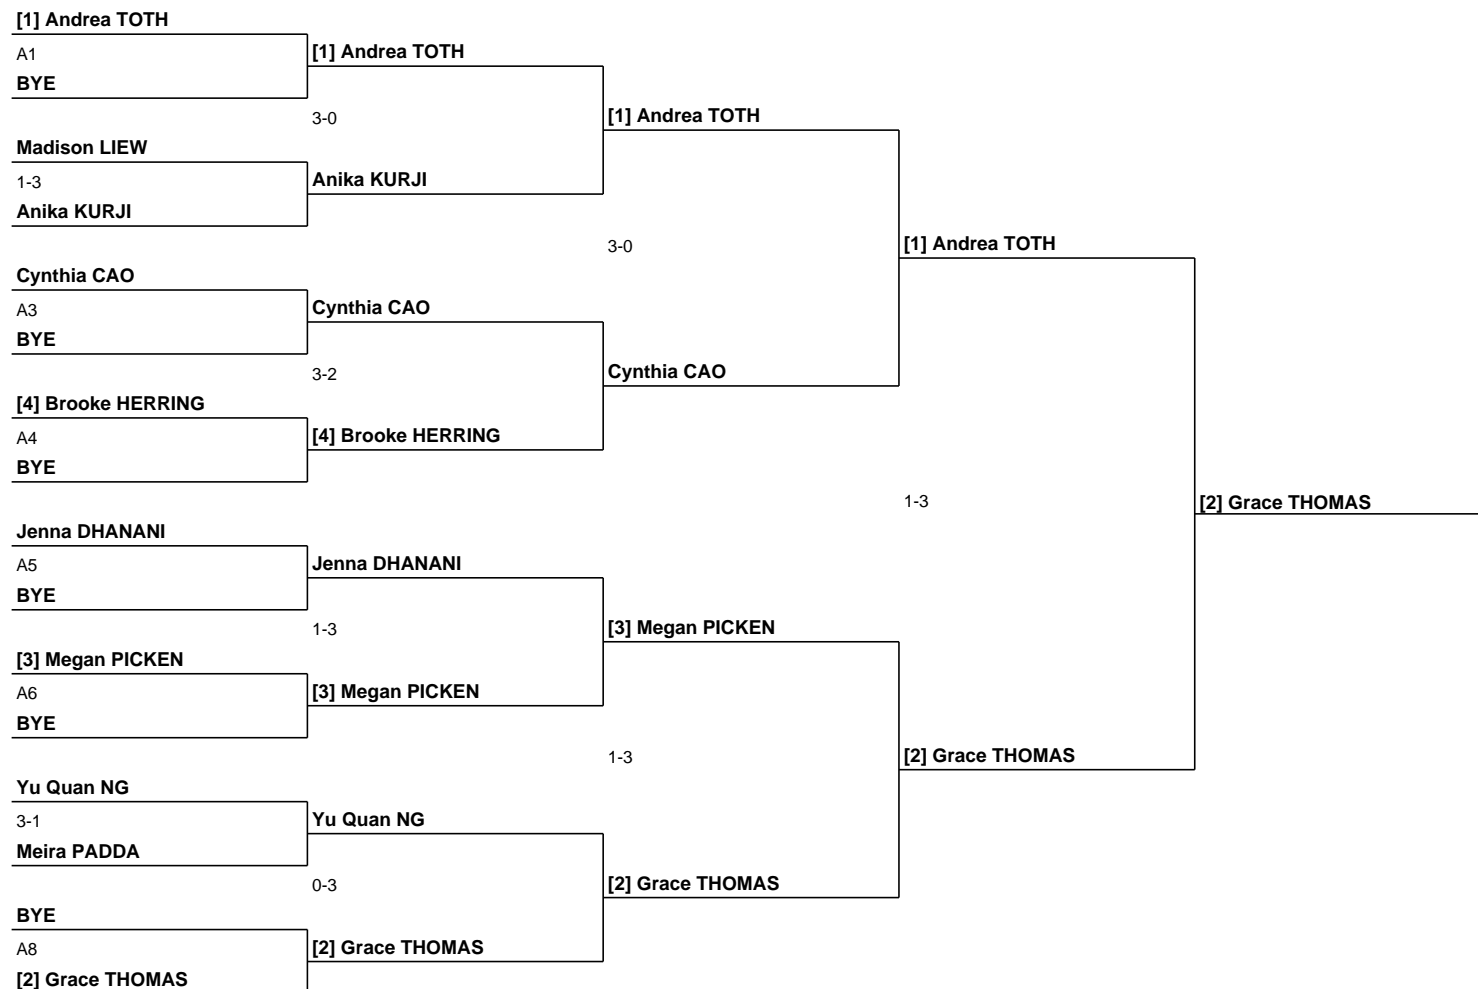 [1] Andrea TOTH
A1
BYE
Madison LIEW
1-3
Anika KURJI
Cynthia CAO
A3
BYE
[4] Brooke HERRING
A4
BYE
Jenna DHANANI
A5
BYE
[3] Megan PICKEN
A6
BYE
Yu Quan NG
3-1
Meira PADDA
BYE
A8
[2] Grace THOMAS
[1] Andrea TOTH
3-0
Anika KURJI
Cynthia CAO
3-2
[4] Brooke HERRING
Jenna DHANANI
1-3
[3] Megan PICKEN
Yu Quan NG
0-3
[2] Grace THOMAS
[1] Andrea TOTH
3-0
Cynthia CAO
[3] Megan PICKEN
1-3
[2] Grace THOMAS
[1] Andrea TOTH
1-3
[2] Grace THOMAS
[2] Grace THOMAS